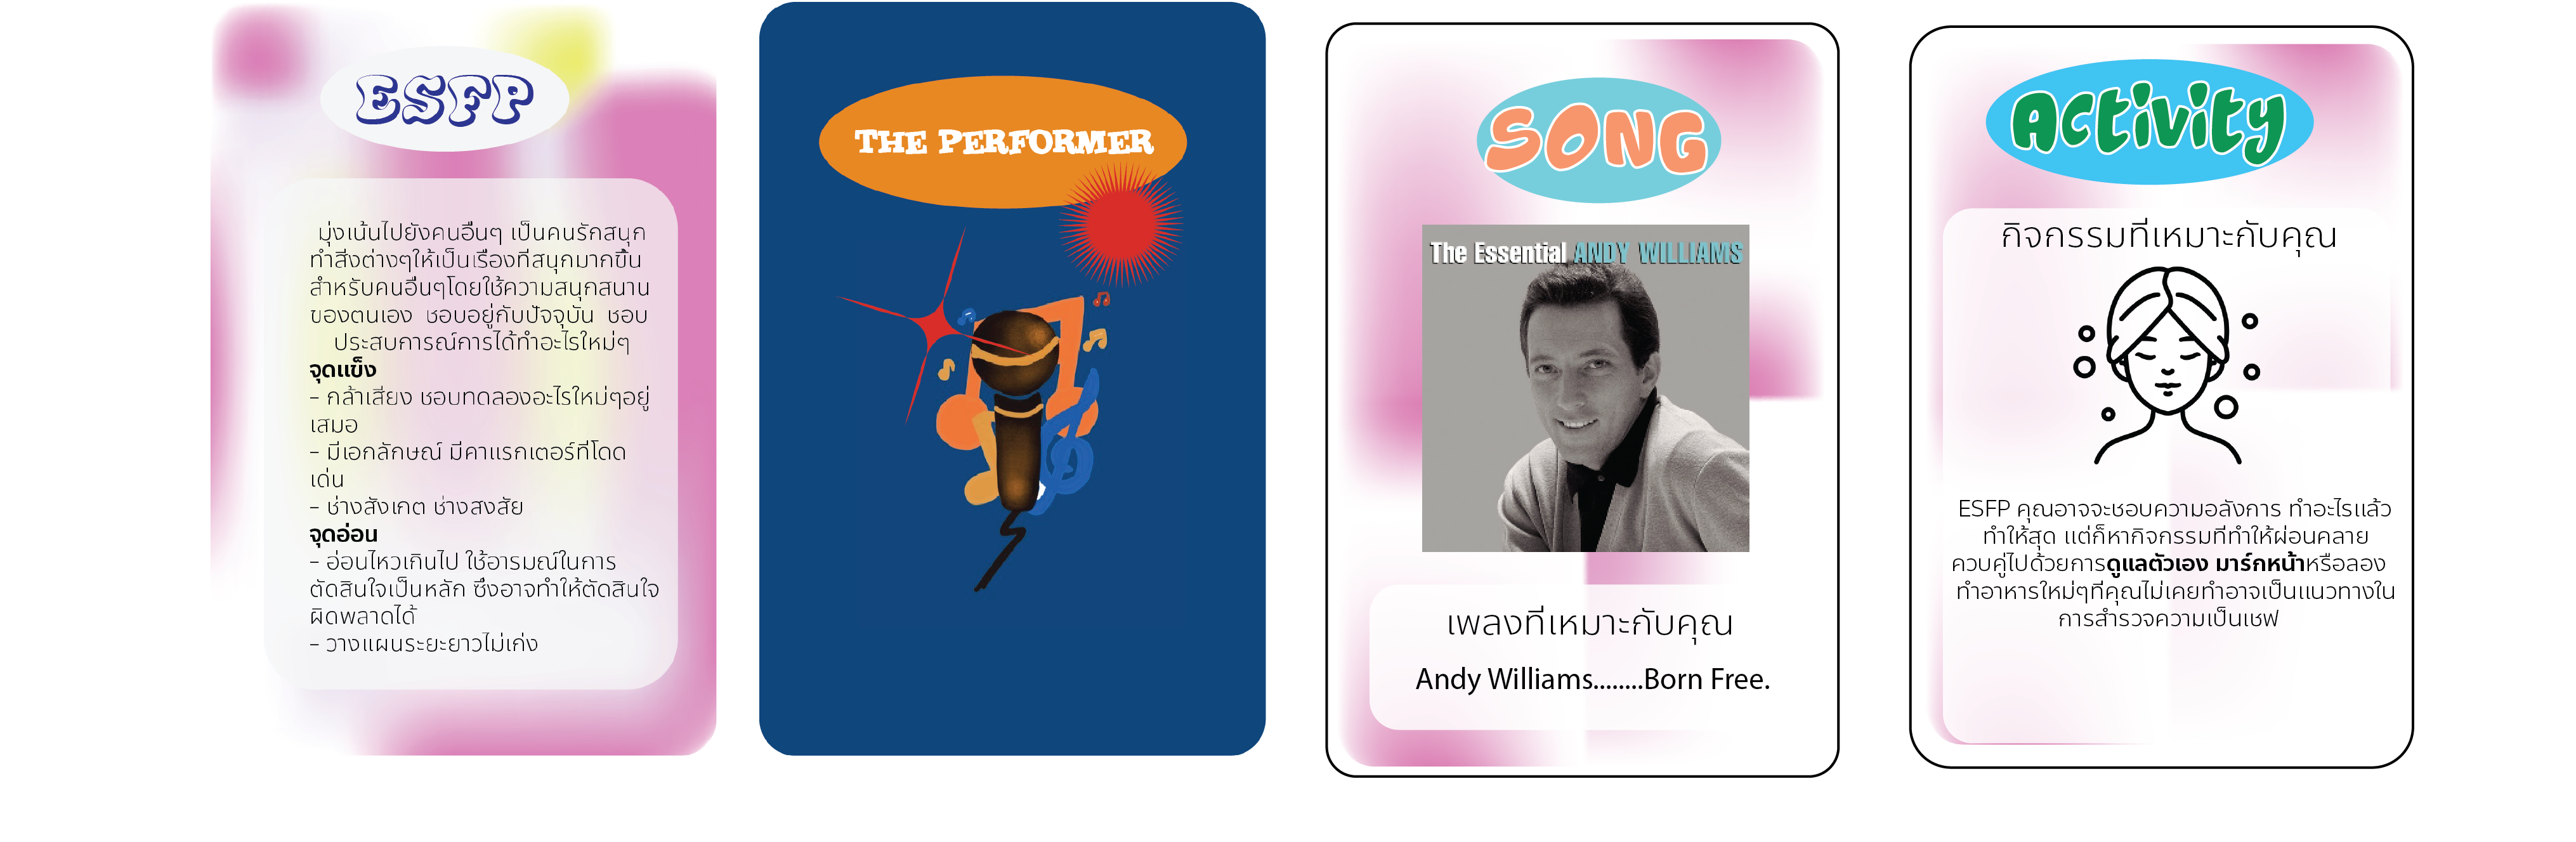 ESFP
มุ่งเน้นไปยังคนอื่นๆ เป็นคนรักสนุก
ทำสิ่งต่างๆให้เป็นเรื่องที่สนุกมากขึ้น
สำหรับคนอื่นๆโดยใช้ความสนุกสนาน
ของตนเอง ชอบอยู่กับปัจจุบัน ชอบ
ประสบการณ์การได้ทำอะไรใหม่ๆ
จุดแข็ง
- กล้าเสี่ยง ชอบทดลองอะไรใหม่ๆอยู่
เสมอ
- มีเอกลักษณ์ มีคาแรกเตอร์ที่โดด
เด่น
- ช่างสังเกต ช่างสงสัย
จุดอ่อน
- อ่อนไหวเกินไป ใช้อารมณ์ในการ
ตัดสินใจเป็นหลัก ซึ่งอาจทำให้ตัดสินใจ
ผิดพลาดได้
- วางแผนระยะยาวไม่เก่ง
THE PERFORMER
SONG
The Essential ANDY WILLIAMS
เพลงที่เหมาะกับคุณ
Andy Williams........Born Free.
Activity
กิจกรรมที่เหมาะกับคุณ
ESFP คุณอาจจะชอบความอลังการ ทำอะไรแล้ว
ทำให้สุด แต่ก็หากิจกรรมที่ทำให้ผ่อนคลาย
ควบคู่ไปด้วยการดูแลตัวเอง มาร์กหน้าหรือลอง
ทำอาหารใหม่ๆที่คุณไม่เคยทำอาจเป็นแนวทางใน
การสำรวจความเป็นเชฟ